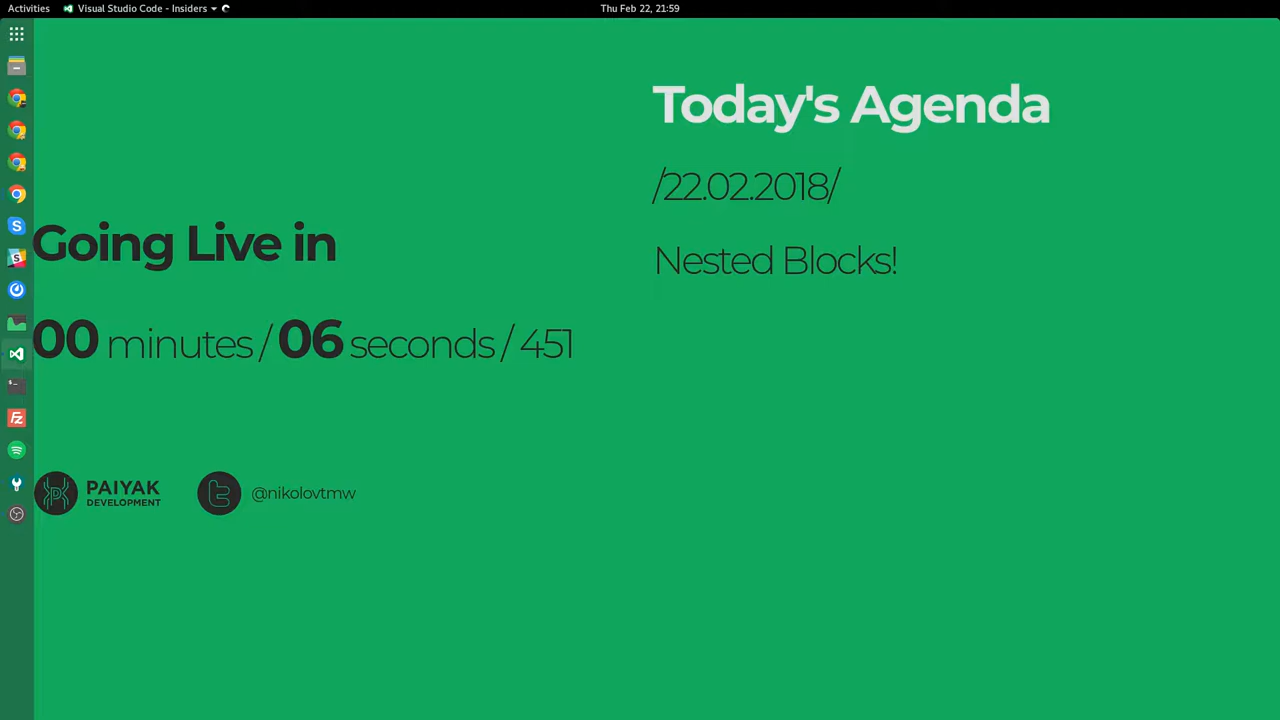 Activities
Visual Studio Code - Insiders
Thu Feb 22, 21:59
Today's Agenda
/22.02.2018/
Nested Blocks!
Going Live in
00 minutes / 06 seconds / 451
PAIYAK
DEVELOPMENT
@nikolovtmw